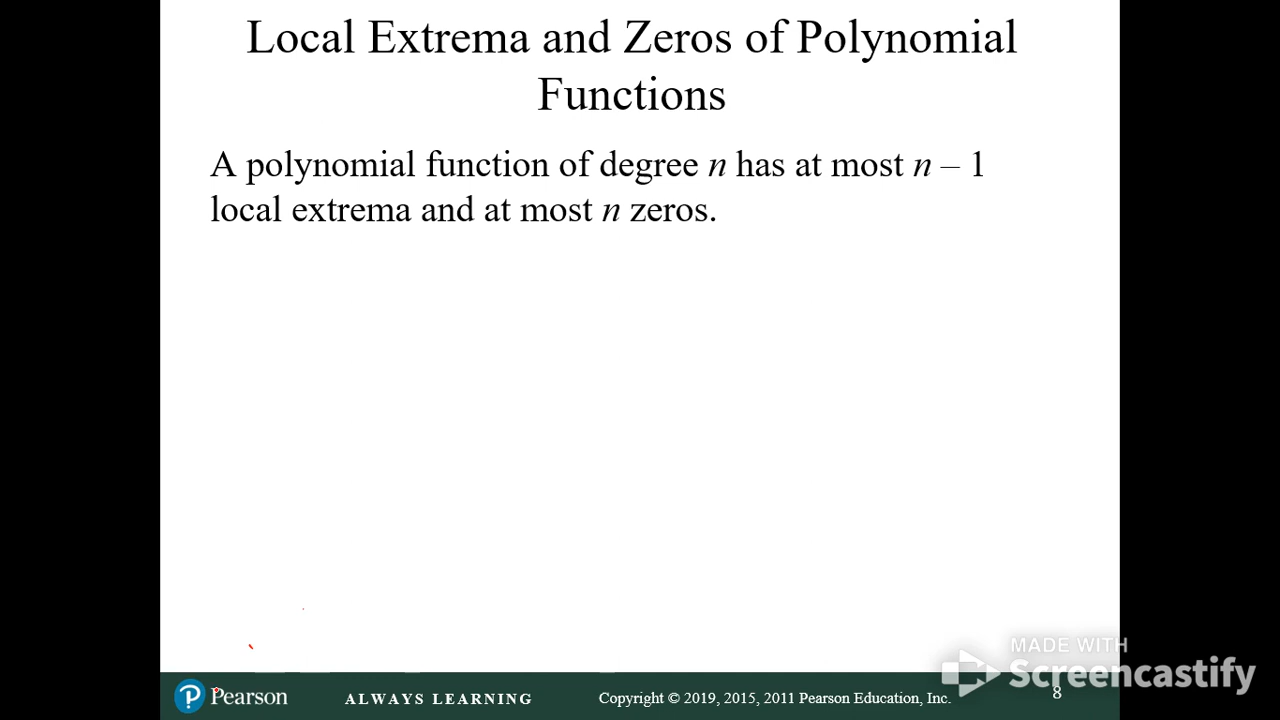 Local Extrema and Zeros of Polynomial
Functions
A polynomial function of degree n has at most n – 1
local extrema and at most n zeros.
MADE WITH
Screencastify
Pearson
ALWAYS LEARNING
Copyright © 2019, 2015, 2011 Pearson Education, Inc.
8